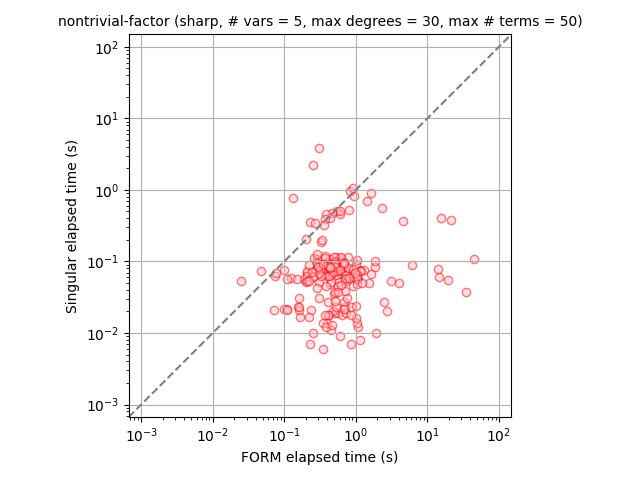 nontrivial-factor (sharp, # vars = 5, max degrees = 30, max # terms = 50)
Singular elapsed time (s)
10²
10¹
10⁰
10⁻¹
10⁻²
10⁻³
10⁻³ 10⁻² 10⁻¹ 10⁰ 10¹ 10²
FORM elapsed time (s)